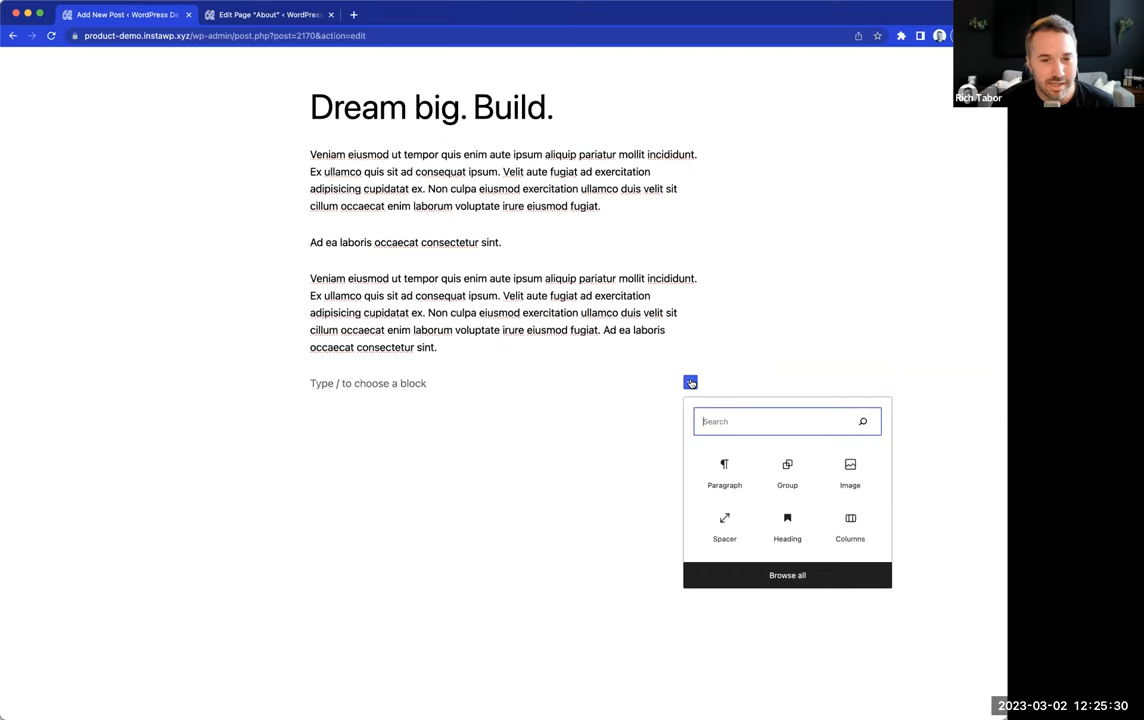 Add New Post ‹ WordPress De
Edit Page "About" ‹ WordPress
product-demo.instawp.xyz/wp-admin/post.php?post=2170&action=edit
Rich Tabor
Dream big. Build.
Veniam eiusmod ut tempor quis enim aute ipsum aliquip pariatur mollit incididunt.
Ex ullamco quis sit ad consequat ipsum. Velit aute fugiat ad exercitation
adipisicing cupidatat ex. Non culpa eiusmod exercitation ullamco duis velit sit
cillum occaecat enim laborum voluptate irure eiusmod fugiat.
Ad ea laboris occaecat consectetur sint.
Veniam eiusmod ut tempor quis enim aute ipsum aliquip pariatur mollit incididunt.
Ex ullamco quis sit ad consequat ipsum. Velit aute fugiat ad exercitation
adipisicing cupidatat ex. Non culpa eiusmod exercitation ullamco duis velit sit
cillum occaecat enim laborum voluptate irure eiusmod fugiat. Ad ea laboris
occaecat consectetur sint.
Type / to choose a block
Search
Paragraph Group Image
Spacer Heading Columns
Browse all
2023-03-02 12:25:30